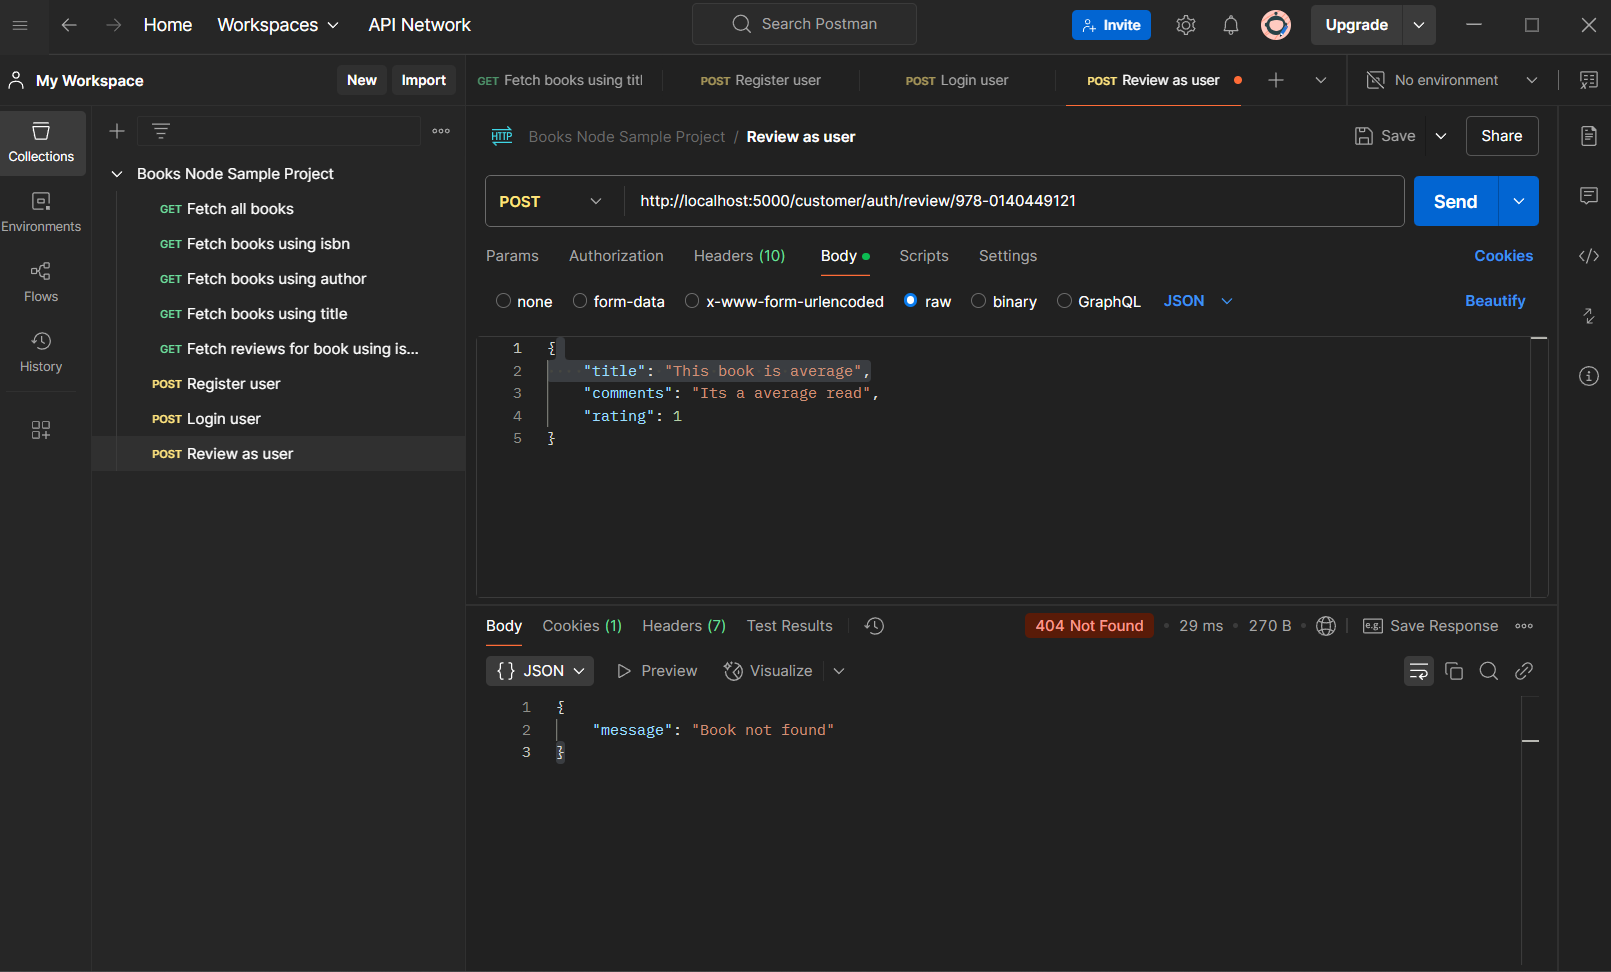 Home Workspaces API Network Search Postman Invite Upgrade
My Workspace New Import GET Fetch books using titl POST Register user POST Login user POST Review as user No environment
Collections
Environments
Flows
History
Books Node Sample Project
GET Fetch all books
GET Fetch books using isbn
GET Fetch books using author
GET Fetch books using title
GET Fetch reviews for book using is...
POST Register user
POST Login user
POST Review as user
HTTP Books Node Sample Project / Review as user Save Share
POST http://localhost:5000/customer/auth/review/978-0140449121 Send
Params Authorization Headers (10) Body Scripts Settings Cookies
none form-data x-www-form-urlencoded raw binary GraphQL JSON Beautify
1 {
2 "title": "This book is average",
3 "comments": "Its a average read",
4 "rating": 1
5 }
Body Cookies (1) Headers (7) Test Results 404 Not Found • 29 ms • 270 B • e.g. Save Response
{} JSON Preview Visualize
1 {
2 "message": "Book not found"
3 }